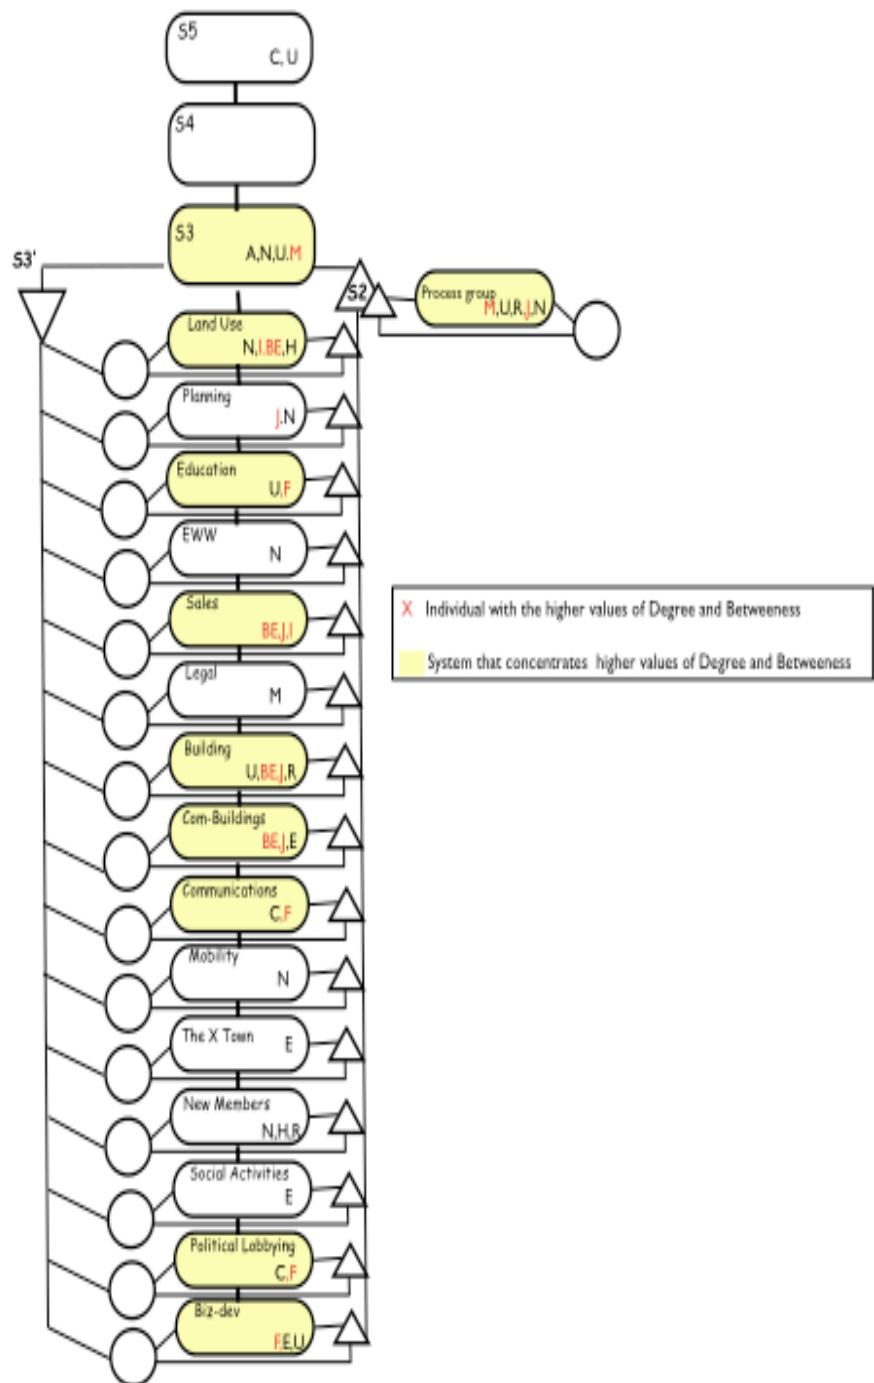 S5
C, U
S4
S3
A,N,U.M
S3'
S2
Process group
M,U,R.J,N
Land Use
N,I.BE,H
Planning
J.N
Education
U,F
EWW
N
Sales
BE,J.I
Legal
M
Building
U,BE,J,R
Com-Buildings
BE,J,E
Communications
C,F
Mobility
N
The X Town
E
New Members
N,H,R
Social Activities
E
Political Lobbying
C,F
Biz-dev
F,E,U
X Individual with the higher values of Degree and Betweeness
System that concentrates higher values of Degree and Betweeness